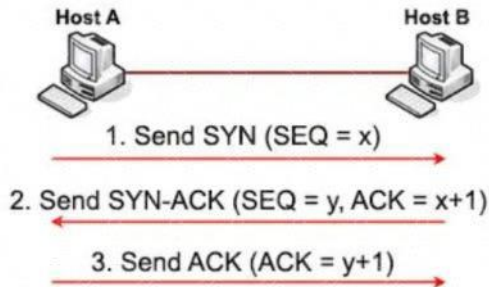 Host A Host B
1. Send SYN (SEQ = x)
2. Send SYN-ACK (SEQ = y, ACK = x+1)
3. Send ACK (ACK = y+1)